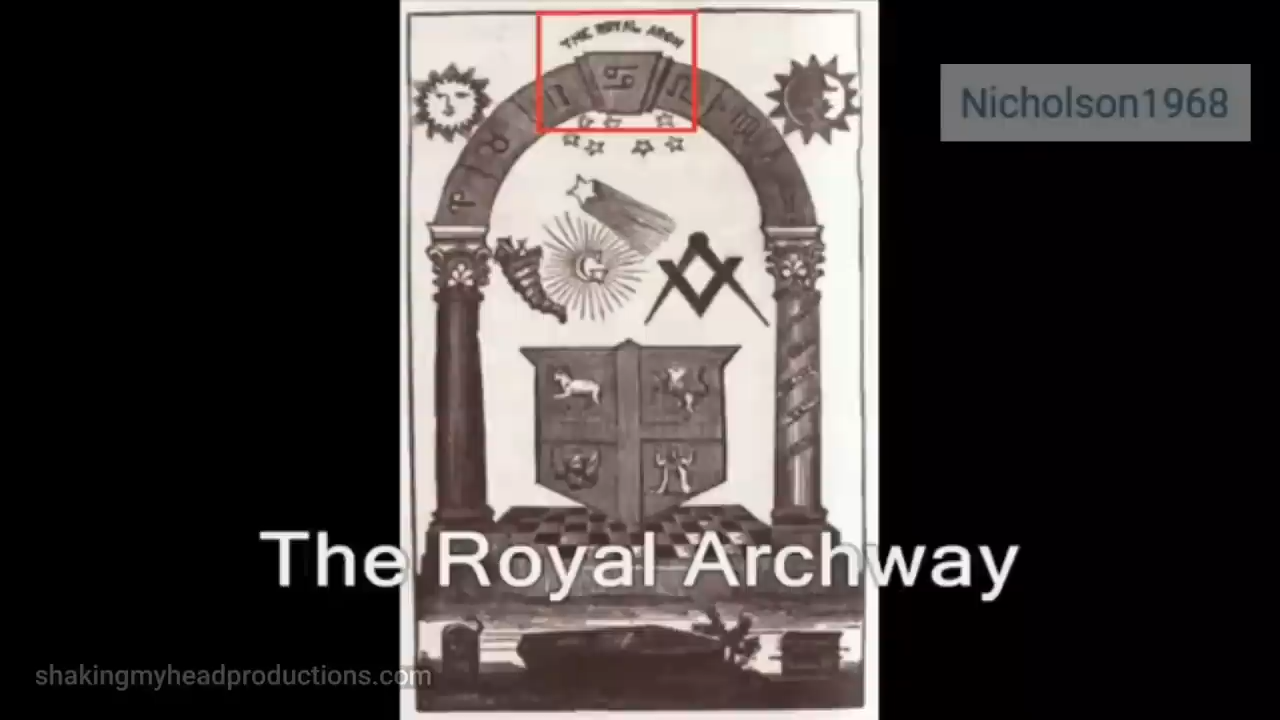 THE ROYAL ARCH
Nicholson1968
G
The Royal Archway
shakingmyheadproductions.com